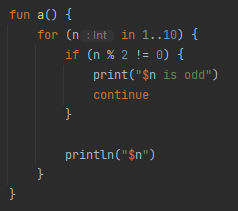 fun a() {
    for (n : Int in 1..10) {
        if (n % 2 != 0) {
            print("$n is odd")
            continue
        }

        println("$n")
    }
}